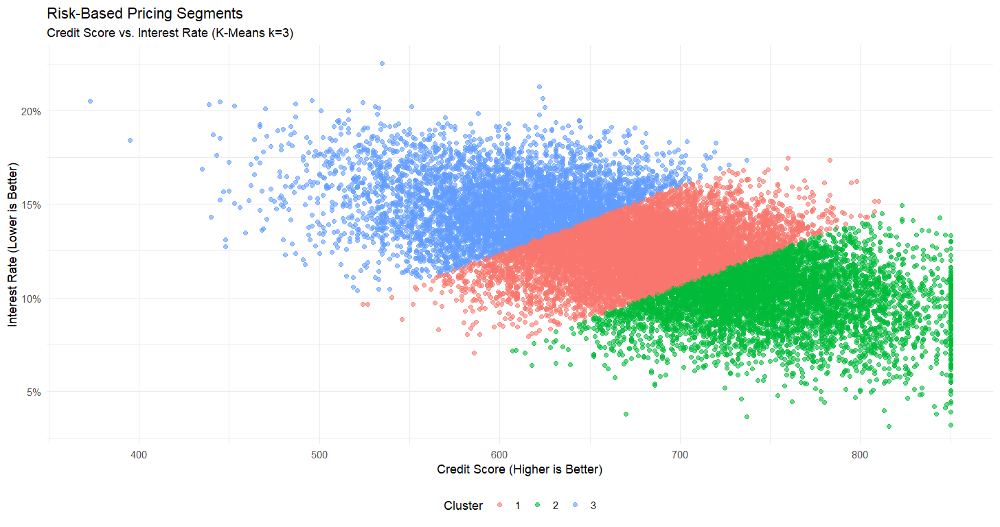 Risk-Based Pricing Segments
Credit Score vs. Interest Rate (K-Means k=3)
Interest Rate (Lower is Better)
20%
15%
10%
5%
400 500 600 700 800
Credit Score (Higher is Better)
Cluster 1 2 3